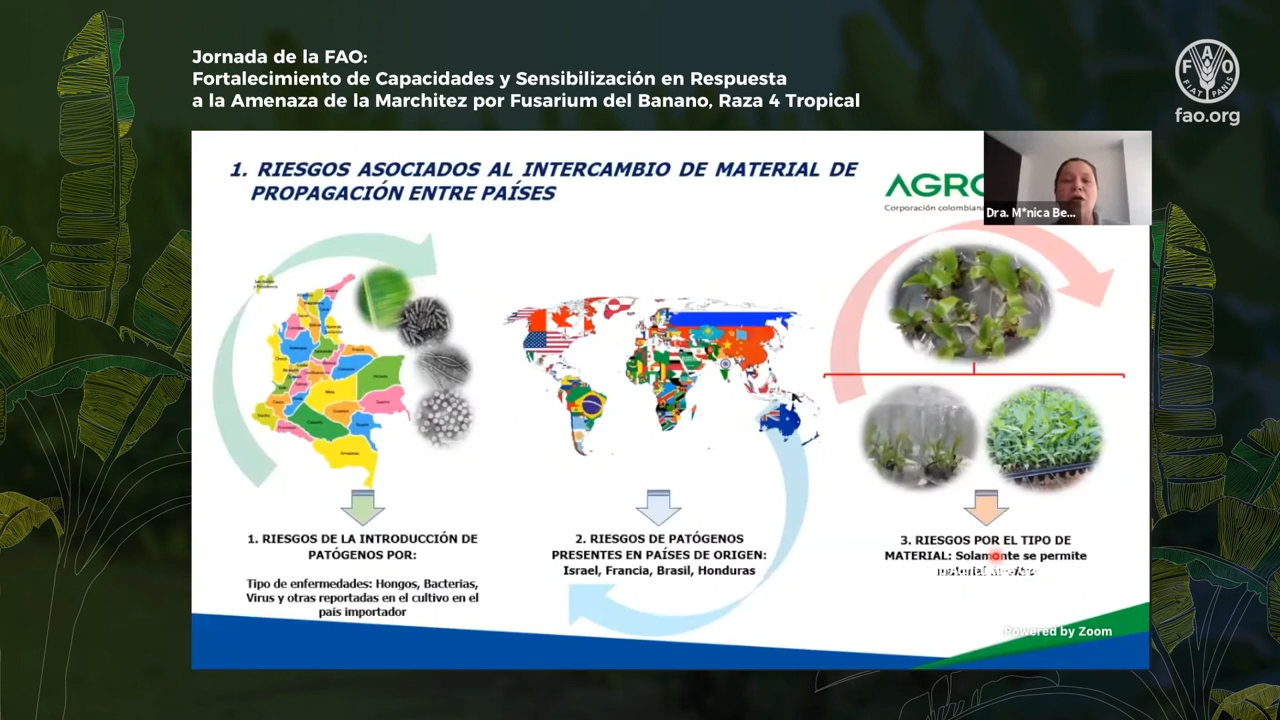 Jornada de la FAO:
Fortalecimiento de Capacidades y Sensibilización en Respuesta
a la Amenaza de la Marchitez por Fusarium del Banano, Raza 4 Tropical
FAO
FIAT PANIS
fao.org
1. RIESGOS ASOCIADOS AL INTERCAMBIO DE MATERIAL DE
PROPAGACIÓN ENTRE PAÍSES
AGRO
Corporación colombiana
Dra. M*nica Be...
1. RIESGOS DE LA INTRODUCCIÓN DE
PATÓGENOS POR:
Tipo de enfermedades: Hongos, Bacterias,
Virus y otras reportadas en el cultivo en el
país importador
2. RIESGOS DE PATÓGENOS
PRESENTES EN PAÍSES DE ORIGEN:
Israel, Francia, Brasil, Honduras
3. RIESGOS POR EL TIPO DE
MATERIAL: Solamente se permite
Powered by Zoom